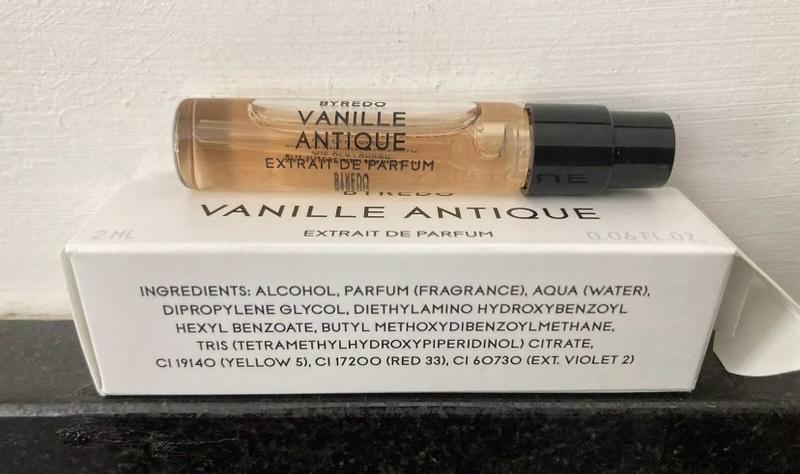 BYREDO
VANILLE
ANTIQUE
EXTRAIT DE PARFUM
BYREDO
VANILLE ANTIQUE
2 ML
EXTRAIT DE PARFUM
0.06 FL.OZ.
INGREDIENTS: ALCOHOL, PARFUM (FRAGRANCE), AQUA (WATER),
DIPROPYLENE GLYCOL, DIETHYLAMINO HYDROXYBENZOYL
HEXYL BENZOATE, BUTYL METHOXYDIBENZOYLMETHANE,
TRIS (TETRAMETHYLHYDROXYPIPERIDINOL) CITRATE,
CI 19140 (YELLOW 5), CI 17200 (RED 33), CI 60730 (EXT. VIOLET 2)